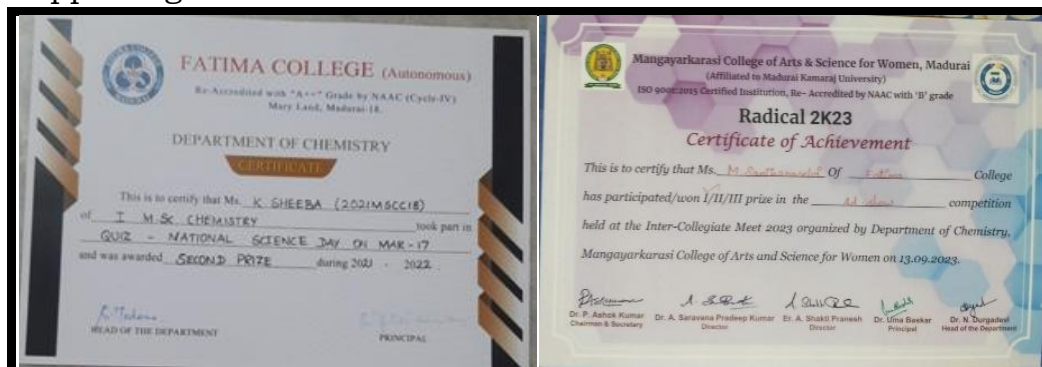 FATIMA COLLEGE (Autonomous)
Re-Accredited with "A++" Grade by NAAC (Cycle-IV)
Mary Land, Madurai-18.
DEPARTMENT OF CHEMISTRY
CERTIFICATE
This is to certify that Ms. K SHEEBA (2021MSCC18)
of I M.Sc. CHEMISTRY took part in
QUIZ - NATIONAL SCIENCE DAY ON MAR-17
and was awarded SECOND PRIZE during 2021 - 2022.
HEAD OF THE DEPARTMENT
PRINCIPAL
Mangayarkarasi College of Arts & Science for Women, Madurai
(Affiliated to Madurai Kamaraj University)
ISO 9001:2015 Certified Institution, Re- Accredited by NAAC with 'B' grade
Radical 2K23
Certificate of Achievement
This is to certify that Ms. M Of Fatima College
has participated/won I/II/III prize in the Ad show competition
held at the Inter-Collegiate Meet 2023 organized by Department of Chemistry,
Mangayarkarasi College of Arts and Science for Women on 13.09.2023.
Dr. P. Ashok Kumar
Chairman & Secretary
Dr. A. Saravana Pradeep Kumar
Director
Er. A. Shakti Pranesh
Director
Dr. Uma Baskar
Principal
Dr. N. Durgadevi
Head of the Department